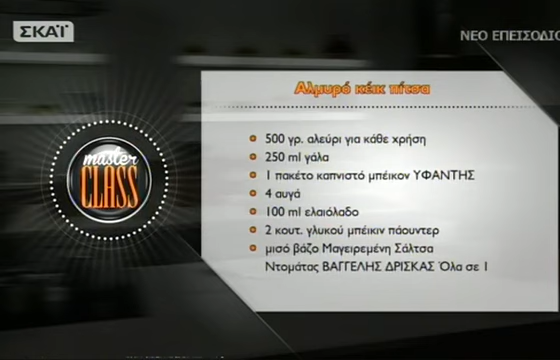 ΣΚΑΪ
ΝΕΟ ΕΠΕΙΣΟΔΙΟ
Αλμυρό κέικ πίτσα
master
CLASS
500 γρ. αλεύρι για κάθε χρήση
250 ml γάλα
1 πακέτο καπνιστό μπέικον ΥΦΑΝΤΗΣ
4 αυγά
100 ml ελαιόλαδο
2 κουτ. γλυκού μπέικιν πάουντερ
μισό βάζο Μαγειρεμένη Σάλτσα
Ντομάτας ΒΑΓΓΕΛΗΣ ΔΡΙΣΚΑΣ Όλα σε 1